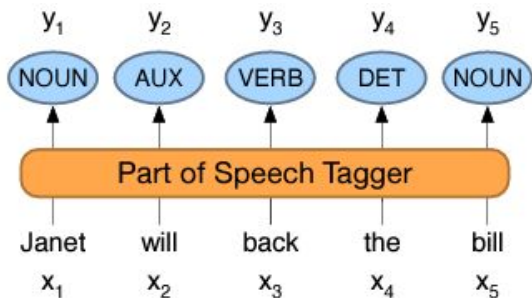 y1 y2 y3 y4 y5
NOUN AUX VERB DET NOUN
Part of Speech Tagger
Janet will back the bill
x1 x2 x3 x4 x5